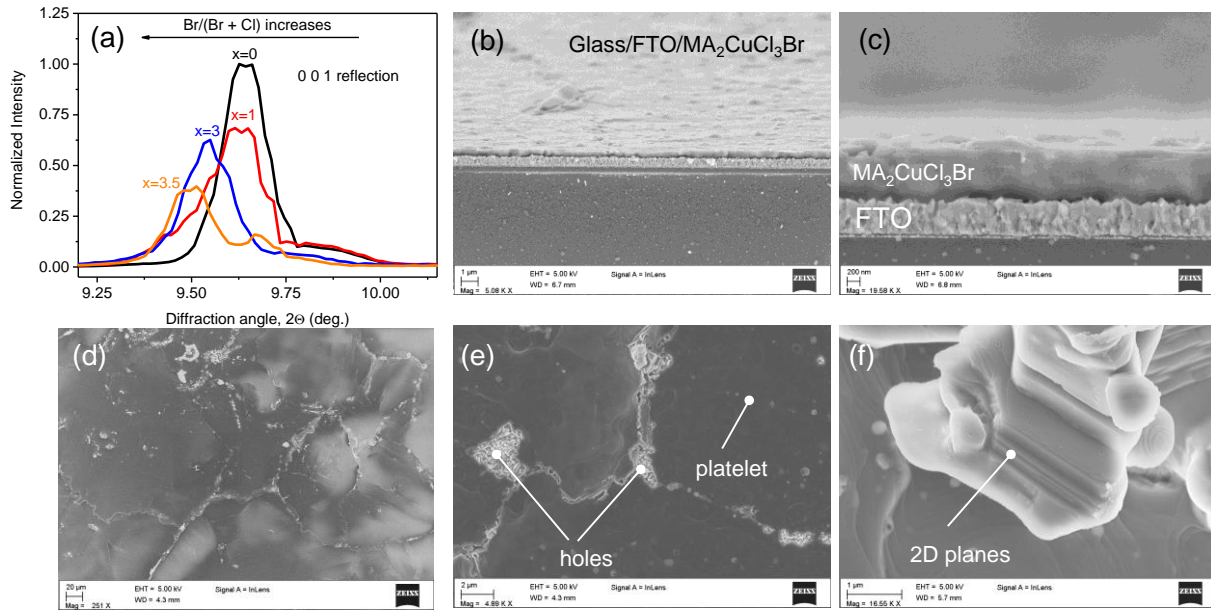 (a)
Br/(Br + Cl) increases
x=0
0 0 1 reflection
x=1
x=3
x=3.5
Normalized Intensity
1.25
1.00
0.75
0.50
0.25
0.00
9.25 9.50 9.75 10.00
Diffraction angle, 2Θ (deg.)
(b)
Glass/FTO/MA₂CuCl₃Br
1 µm
Mag = 5.08 K X
EHT = 5.00 kV
WD = 6.7 mm
Signal A = InLens
ZEISS
(c)
MA₂CuCl₃Br
FTO
200 nm
Mag = 19.58 K X
EHT = 5.00 kV
WD = 6.8 mm
Signal A = InLens
ZEISS
(d)
20 µm
Mag = 251 X
EHT = 5.00 kV
WD = 4.3 mm
Signal A = InLens
ZEISS
(e)
platelet
holes
2 µm
Mag = 4.89 K X
EHT = 5.00 kV
WD = 4.3 mm
Signal A = InLens
ZEISS
(f)
2D planes
1 µm
Mag = 16.55 K X
EHT = 5.00 kV
WD = 5.7 mm
Signal A = InLens
ZEISS